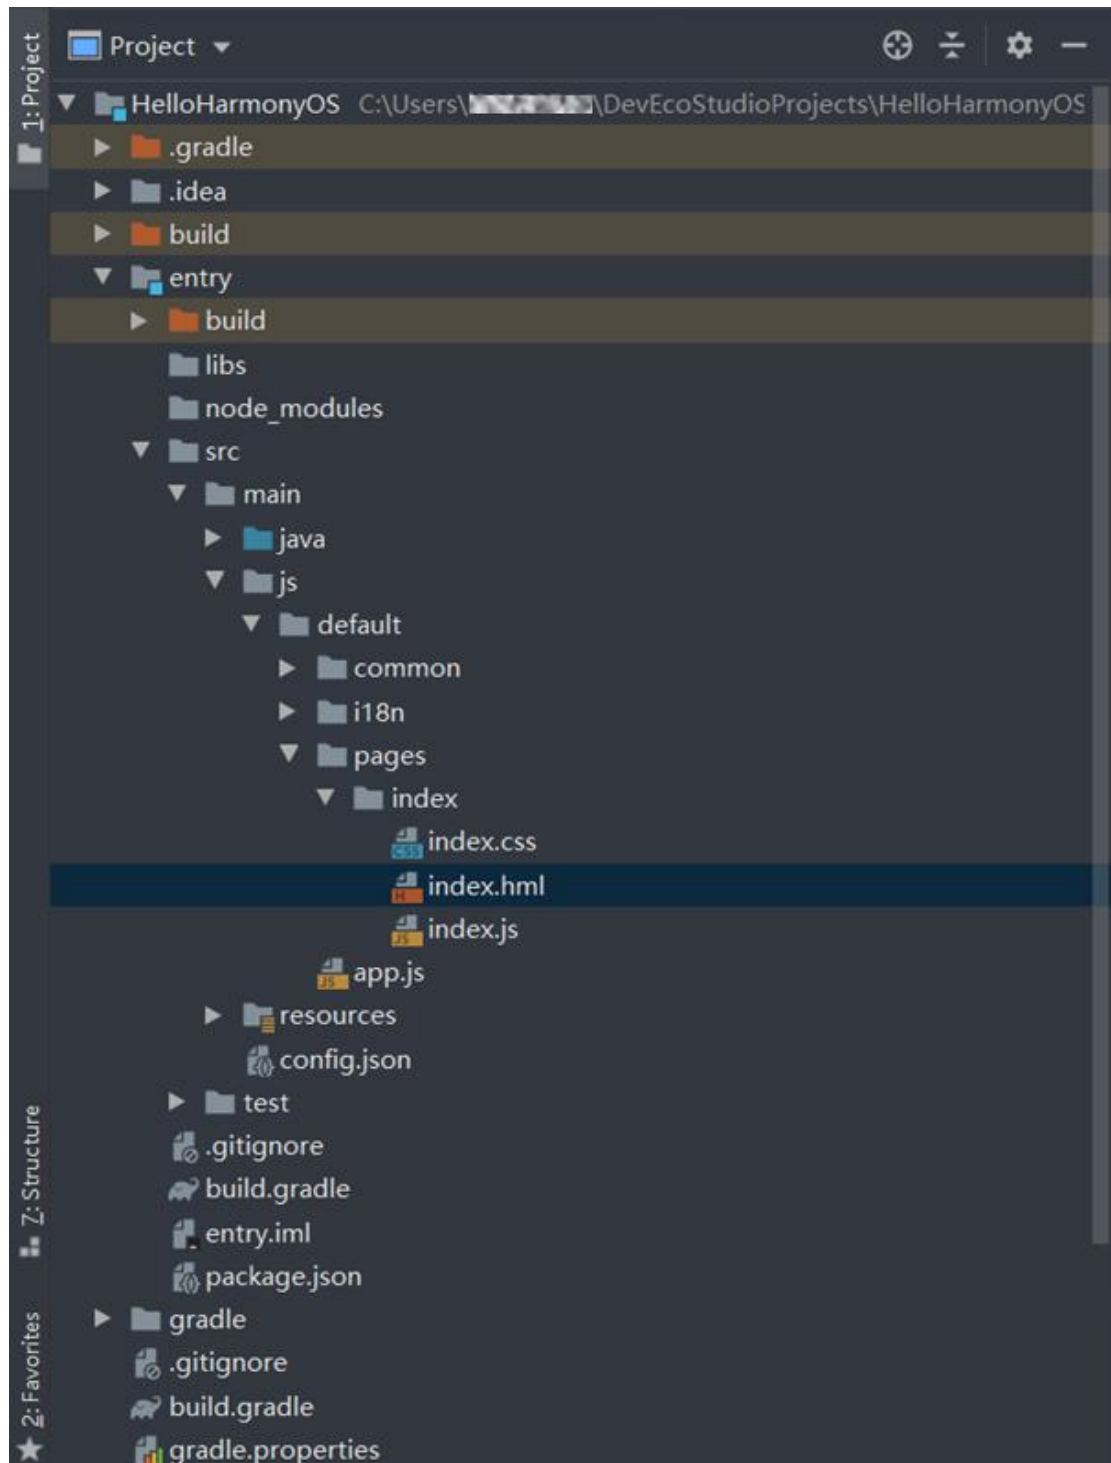 1: Project
Project
HelloHarmonyOS C:\Users\ \DevEcoStudioProjects\HelloHarmonyOS
.gradle
.idea
build
entry
build
libs
node_modules
src
main
java
js
default
common
i18n
pages
index
index.css
index.hml
index.js
app.js
resources
config.json
test
.gitignore
build.gradle
entry.iml
package.json
gradle
.gitignore
build.gradle
gradle.properties
7: Structure
2: Favorites